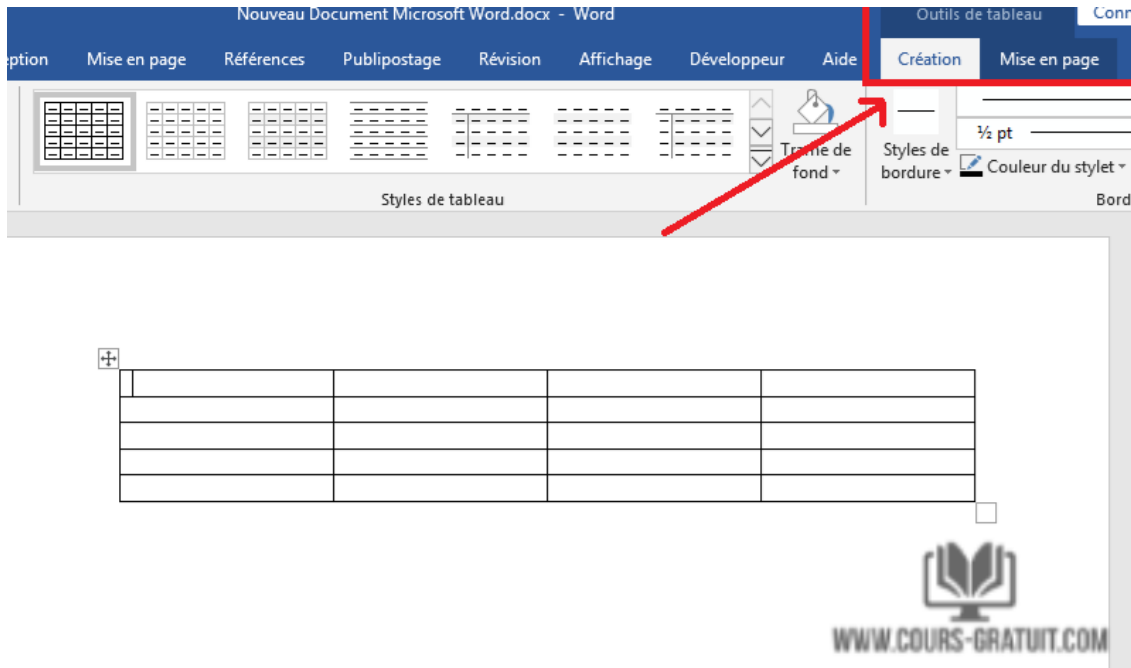 Nouveau Document Microsoft Word.docx - Word
Outils de tableau
Conn
eption Mise en page Références Publipostage Révision Affichage Développeur Aide Création Mise en page
½ pt
Trame de
fond
Styles de
bordure
Couleur du stylet
Styles de tableau
Bord
WWW.COURS-GRATUIT.COM